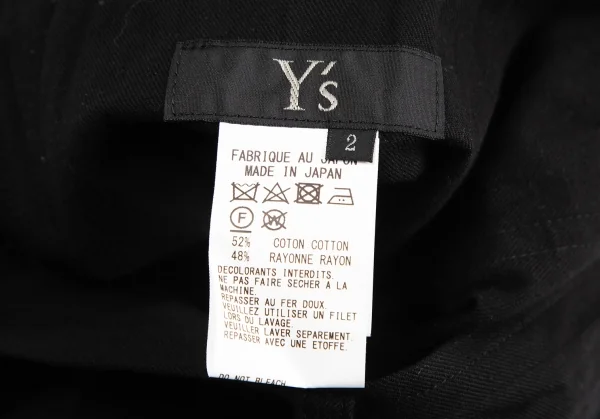 Y's
2
FABRIQUE AU JAPON
MADE IN JAPAN
F
W
52% COTON COTTON
48% RAYONNE RAYON
DECOLORANTS INTERDITS.
NE PAS FAIRE SECHER A LA
MACHINE.
REPASSER AU FER DOUX.
VEUILLEZ UTILISER UN FILET
LORS DU LAVAGE.
VEUILLER LAVER SEPAREMENT.
REPASSER AVEC UNE ETOFFE.
DO NOT BLEACH